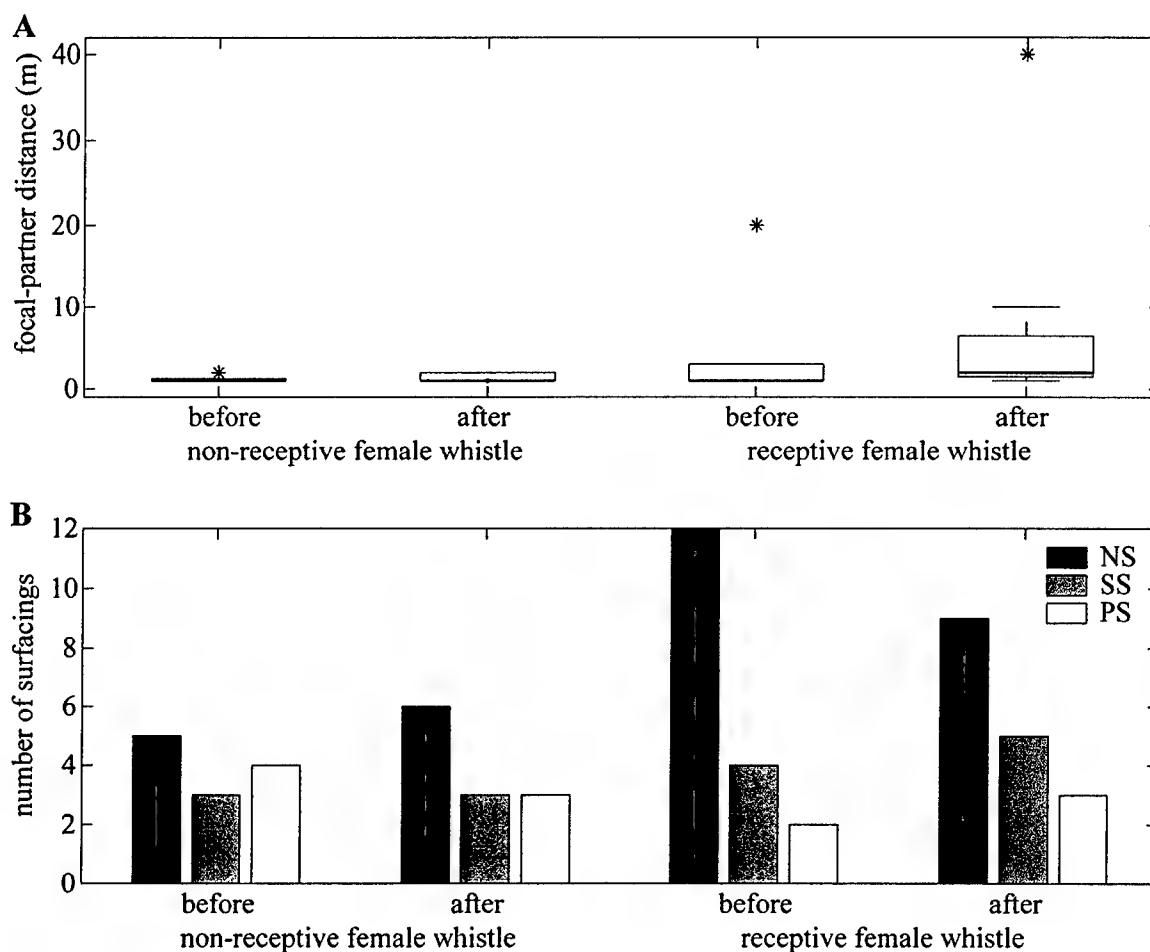 A
focal-partner distance (m)
40
30
20
10
0
before
after
before
after
non-receptive female whistle
receptive female whistle
B
number of surfacings
12
10
8
6
4
2
0
NS
SS
PS
before
after
before
after
non-receptive female whistle
receptive female whistle